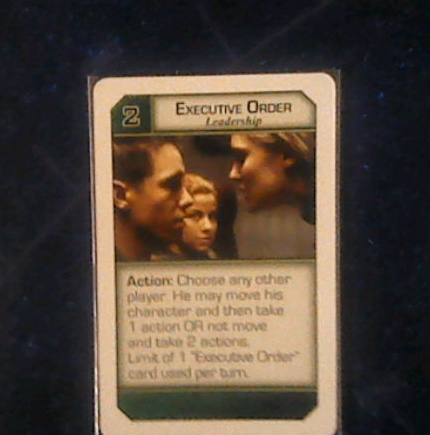 2
EXECUTIVE ORDER
Leadership
Action: Choose any other
player. He may move his
character and then take
1 action OR not move
and take 2 actions.
Limit of 1 "Executive Order"
card used per turn.